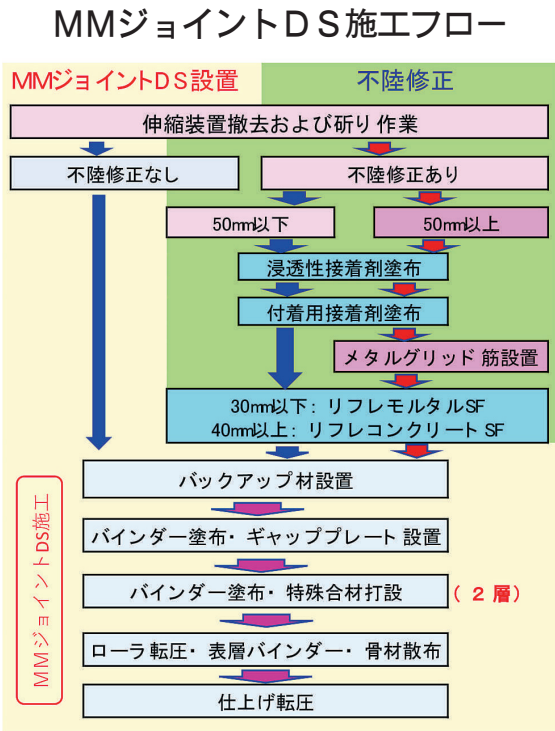 MMジョイントDS施工フロー
MMジョイントDS設置
不陸修正
伸縮装置撤去および斫り作業
不陸修正なし
不陸修正あり
50mm以下
50mm以上
浸透性接着剤塗布
付着用接着剤塗布
メタルグリッド筋設置
30mm以下：リフレモルタルSF
40mm以上：リフレコンクリートSF
バックアップ材設置
バインダー塗布・ギャッププレート設置
バインダー塗布・特殊合材打設
（２層）
ローラ転圧・表層バインダー・骨材散布
仕上げ転圧
MMジョイントDS施工